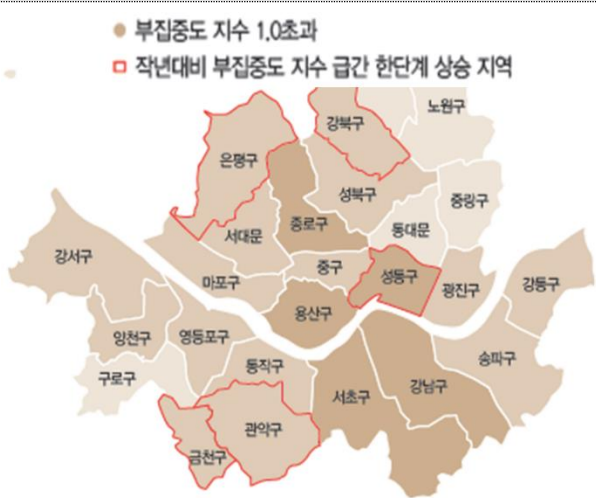 부집중도 지수 1.0초과
작년대비 부집중도 지수 급간 한단계 상승 지역
노원구
강북구
은평구
성북구
중랑구
종로구
동대문
서대문
강서구
중구
성동구
마포구
광진구
강동구
용산구
양천구
영등포구
송파구
동작구
구로구
강남구
서초구
관악구
금천구